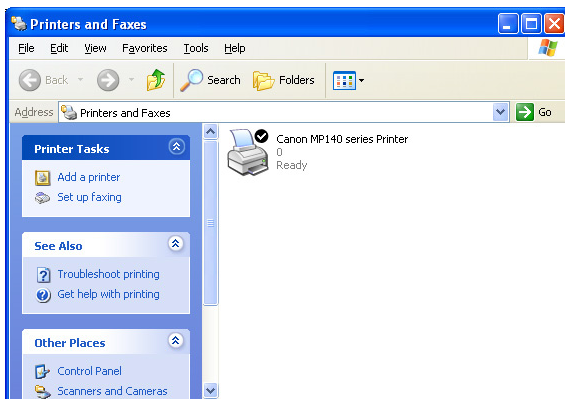 Printers and Faxes
File Edit View Favorites Tools Help
Back Search Folders
Address Printers and Faxes Go
Printer Tasks
Add a printer
Set up faxing
See Also
Troubleshoot printing
Get help with printing
Other Places
Control Panel
Scanners and Cameras
Canon MP140 series Printer
0
Ready